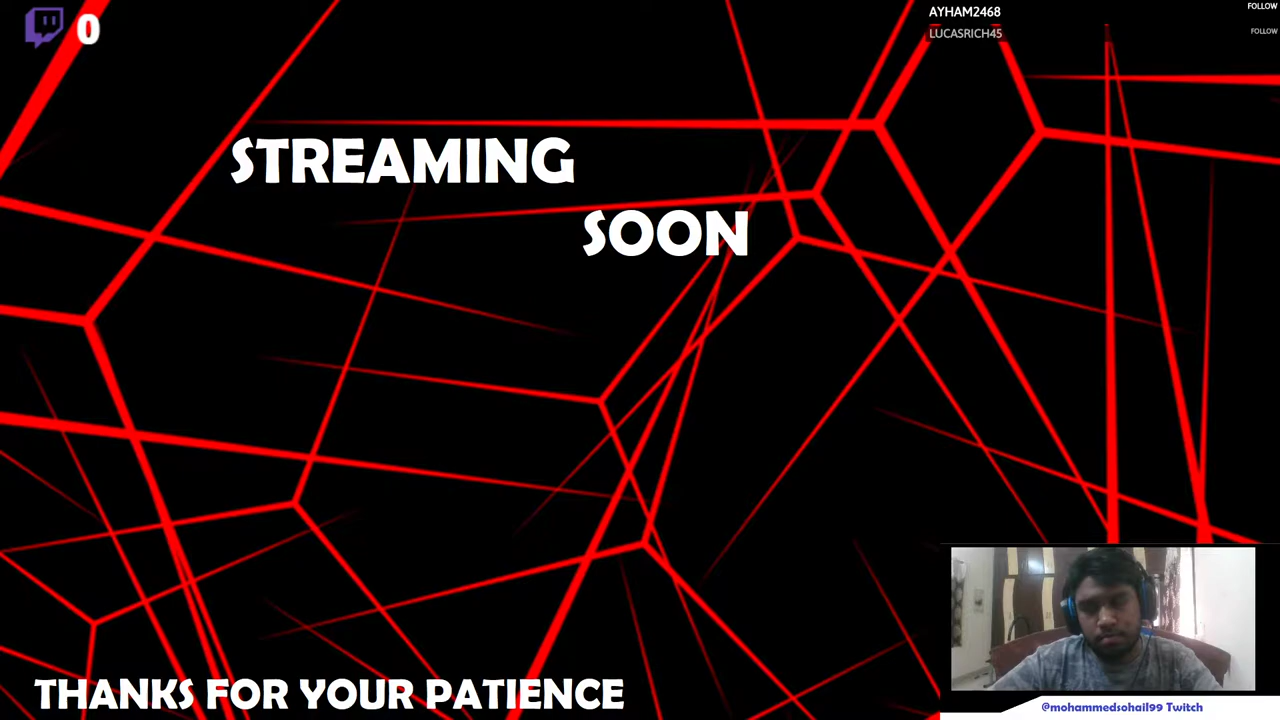 0
AYHAM2468 FOLLOW
LUCASRICH45 FOLLOW
STREAMING
SOON
THANKS FOR YOUR PATIENCE
@mohammedsohail99 Twitch